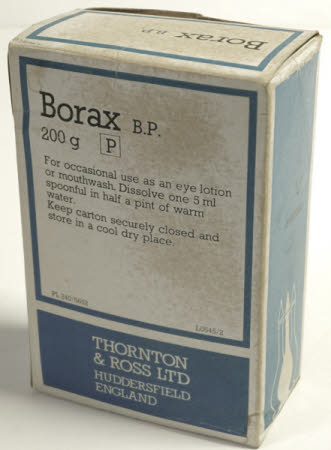 Borax B.P.
Borax B.P.
200 g P
For occasional use as an eye lotion
or mouthwash. Dissolve one 5 ml
spoonful in half a pint of warm
water.
Keep carton securely closed and
store in a cool dry place.
THORNTON
& ROSS LTD
HUDDERSFIELD
ENGLAND